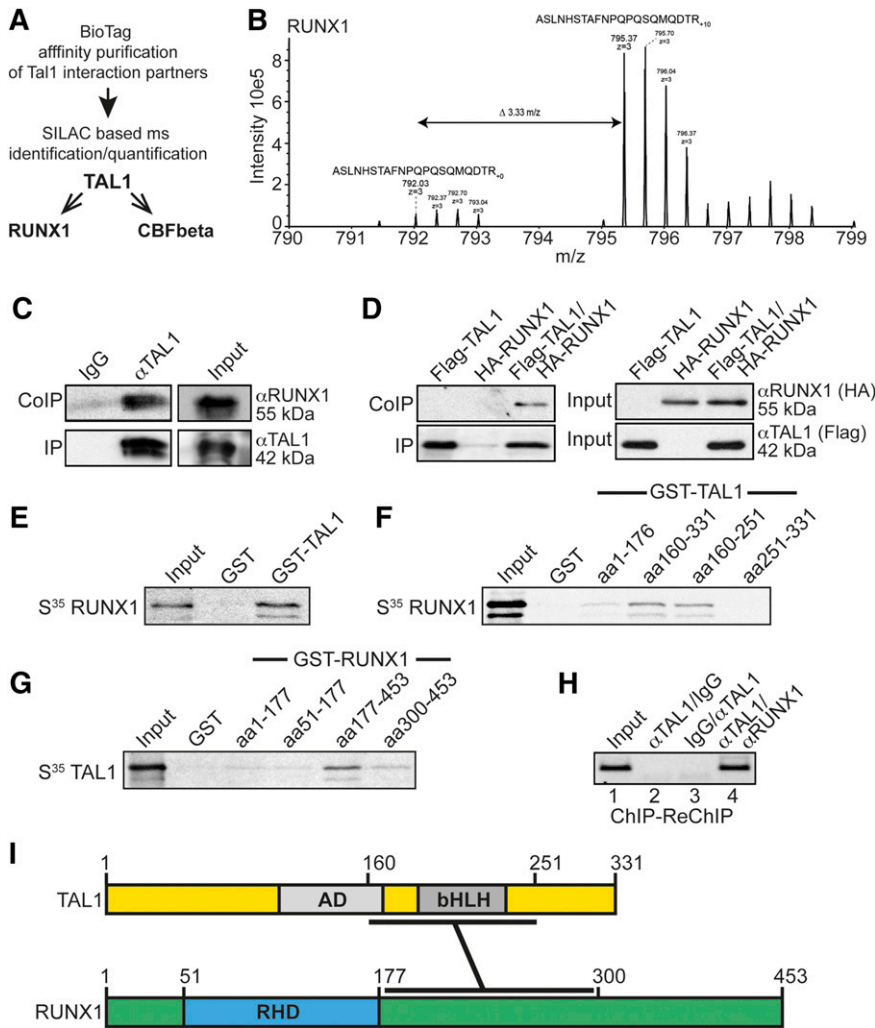 A
BioTag
afffinity purification
of Tal1 interaction partners
SILAC based ms
identification/quantification
TAL1
RUNX1 CBFbeta
B
RUNX1
ASLNHSTAFNPQPQSQMQDTR+10
795.37
z=3
795.70
z=3
796.04
z=3
796.37
z=3
Δ 3.33 m/z
ASLNHSTAFNPQPQSQMQDTR+0
792.03
z=3
792.37
z=3
792.70
z=3
793.04
z=3
Intensity 10e5
8
6
4
2
0
790 791 792 793 794 795 796 797 798 799
m/z
C
IgG αTAL1 Input
CoIP αRUNX1
55 kDa
IP αTAL1
42 kDa
D
Flag-TAL1 HA-RUNX1 Flag-TAL1/
HA-RUNX1
Flag-TAL1 HA-RUNX1 Flag-TAL1/
HA-RUNX1
CoIP Input αRUNX1 (HA)
55 kDa
IP Input αTAL1 (Flag)
42 kDa
E
Input GST GST-TAL1
S35 RUNX1
F
GST-TAL1
Input GST aa1-176 aa160-331 aa160-251 aa251-331
S35 RUNX1
G
GST-RUNX1
Input GST aa1-177 aa51-177 aa177-453 aa300-453
S35 TAL1
H
Input αTAL1/IgG IgG/αTAL1 αTAL1/
αRUNX1
1 2 3 4
ChIP-ReChIP
I
1 160 251 331
TAL1 AD bHLH
1 51 177 300 453
RUNX1 RHD